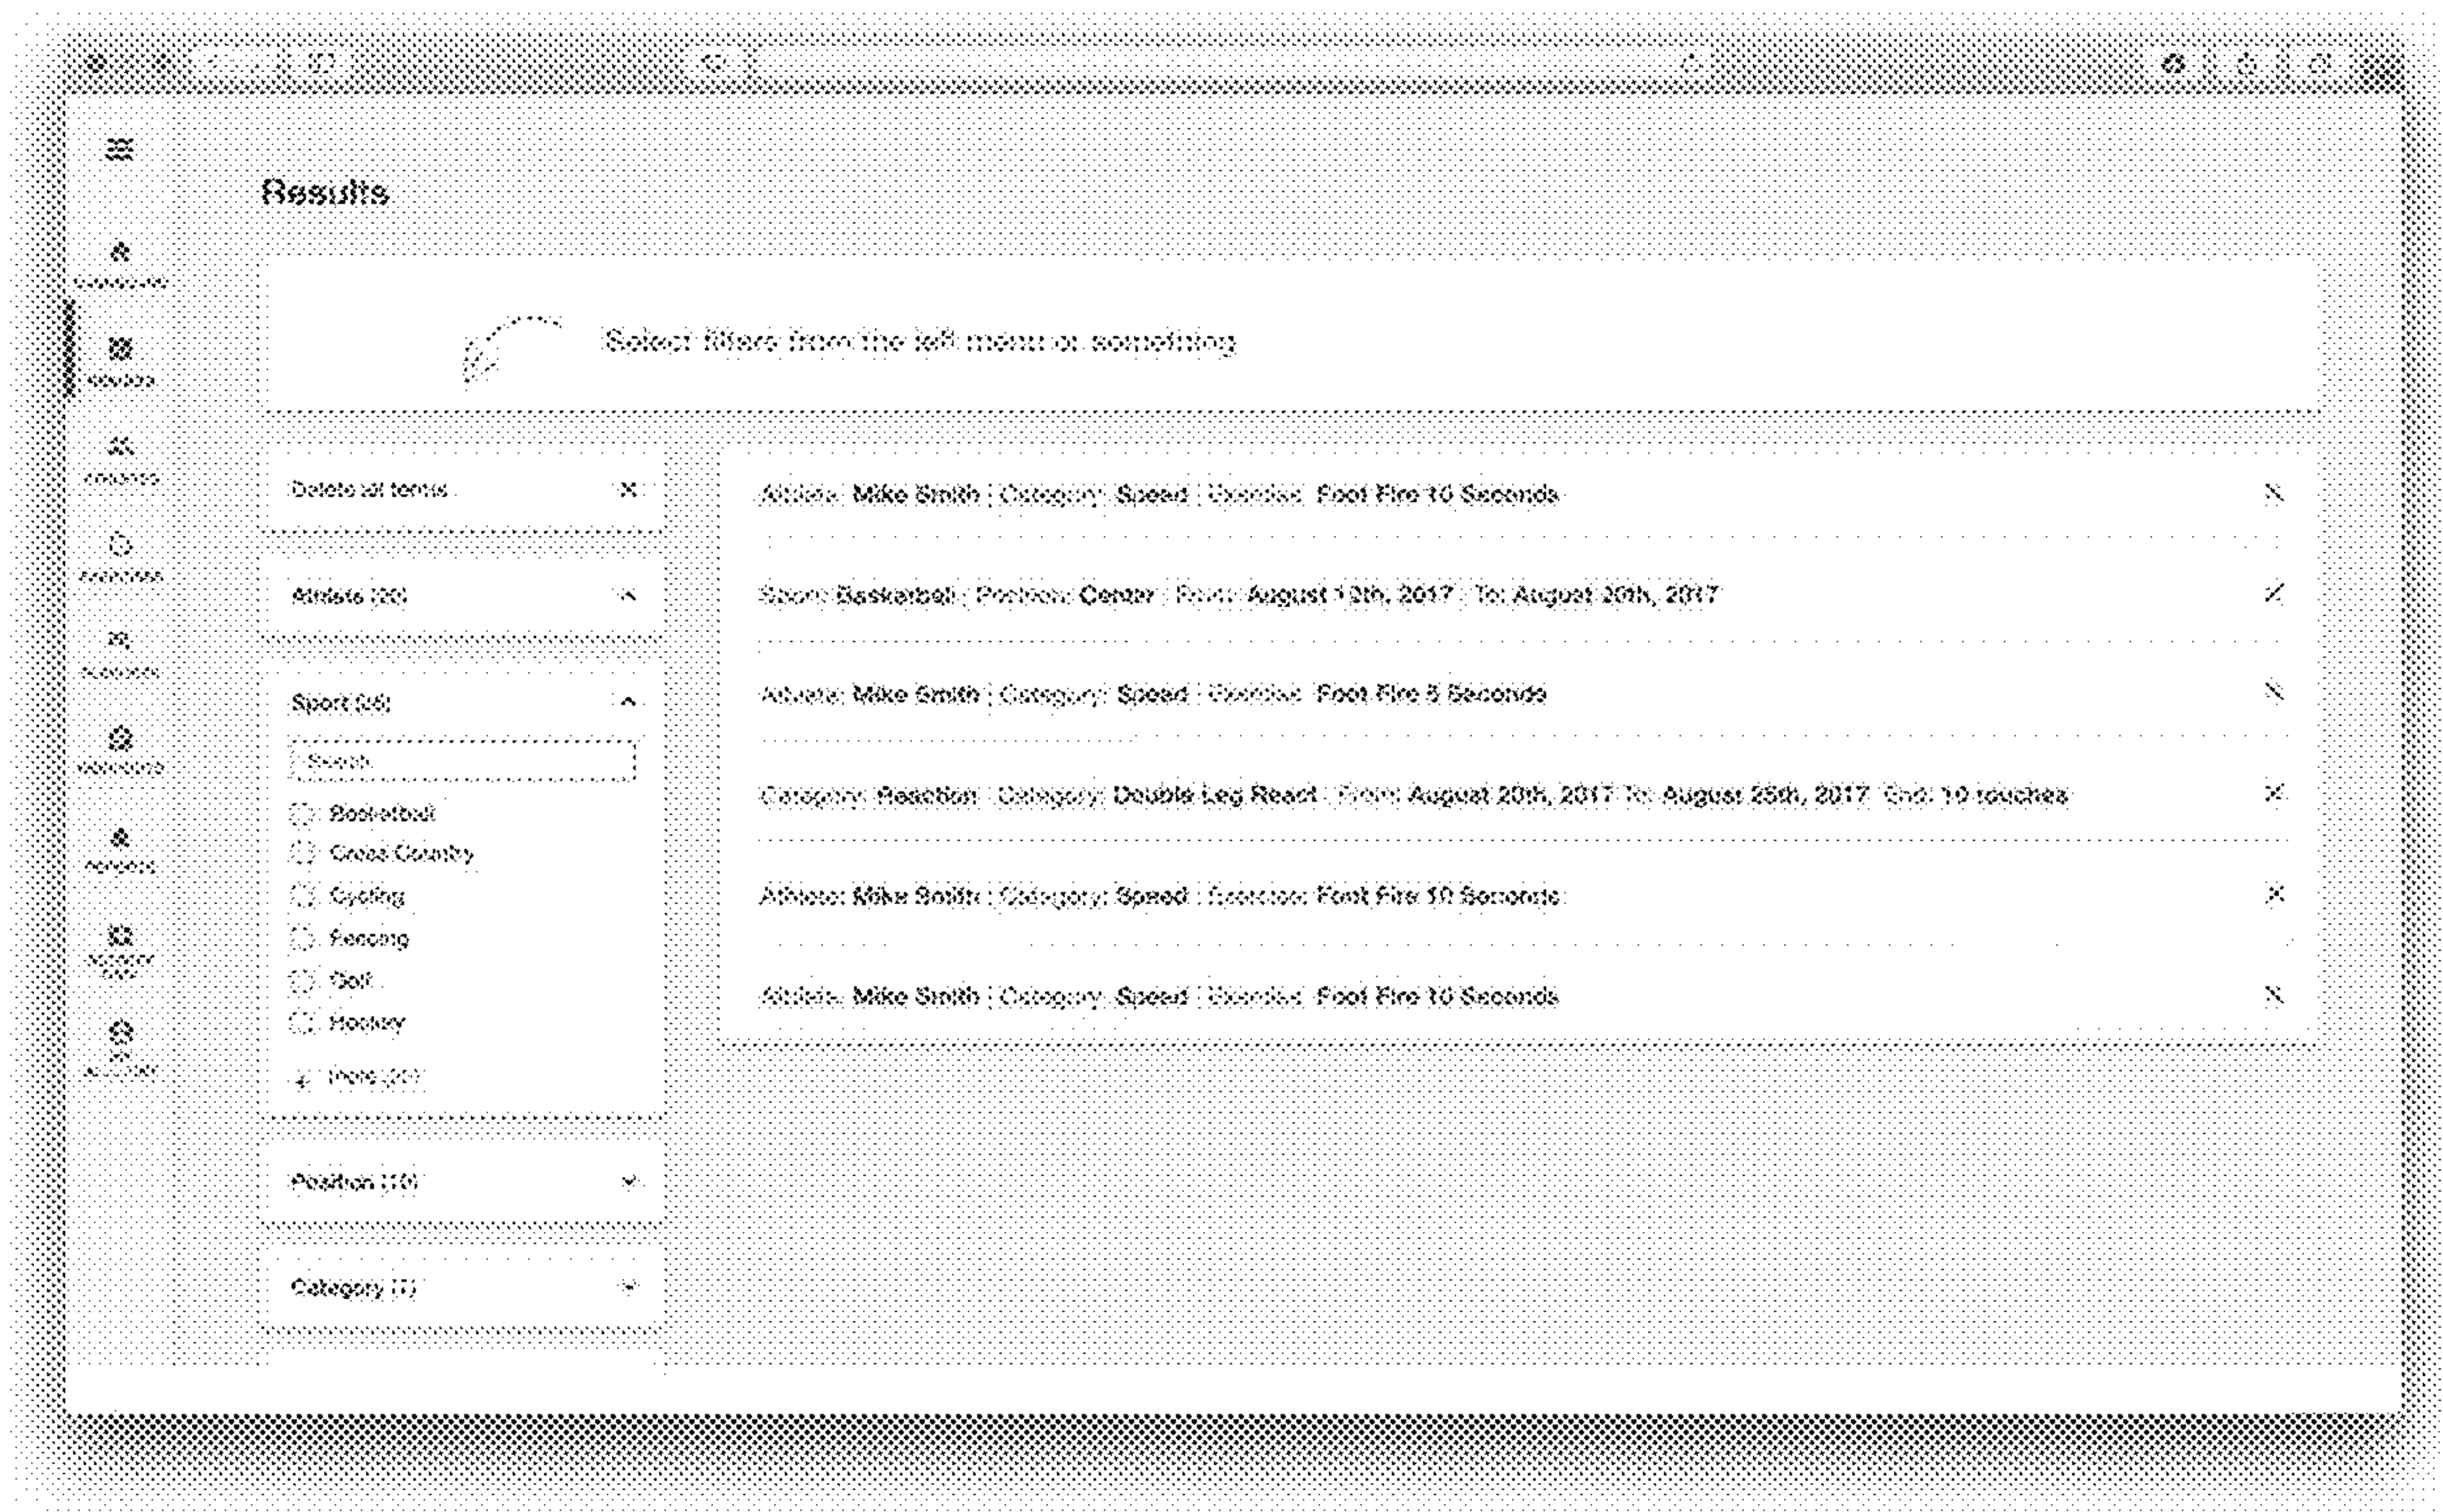 Results
Select filters from the left menu or something
Delete all terms
Athlete (20)
Sport (26)
Search
Basketball
Cross Country
Cycling
Fencing
Golf
Hockey
more (20)
Position (10)
Category (7)
Athlete: Mike Smith | Category: Speed | Exercise: Foot Fire 10 Seconds
Sport: Basketball | Position: Center | From: August 12th, 2017 | To: August 20th, 2017
Athlete: Mike Smith | Category: Speed | Exercise: Foot Fire 5 Seconds
Category: Reaction | Category: Double Leg React | From: August 20th, 2017 To: August 25th, 2017 End: 10 touches
Athlete: Mike Smith | Category: Speed | Exercise: Foot Fire 10 Seconds
Athlete: Mike Smith | Category: Speed | Exercise: Foot Fire 10 Seconds